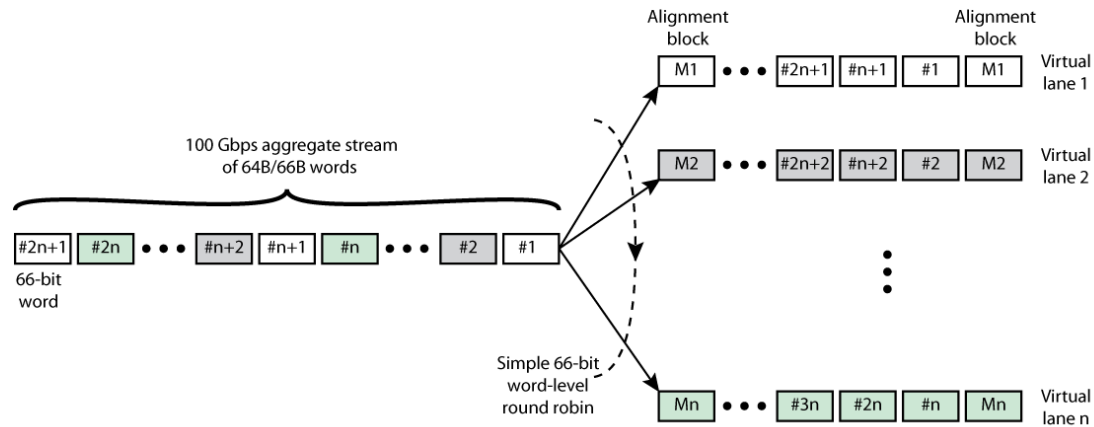 Alignment
block
Alignment
block
M1 ••• #2n+1 #n+1 #1 M1
Virtual
lane 1
100 Gbps aggregate stream
of 64B/66B words
M2 ••• #2n+2 #n+2 #2 M2
Virtual
lane 2
#2n+1 #2n ••• #n+2 #n+1 #n ••• #2 #1
66-bit
word
Simple 66-bit
word-level
round robin
Mn ••• #3n #2n #n Mn
Virtual
lane n